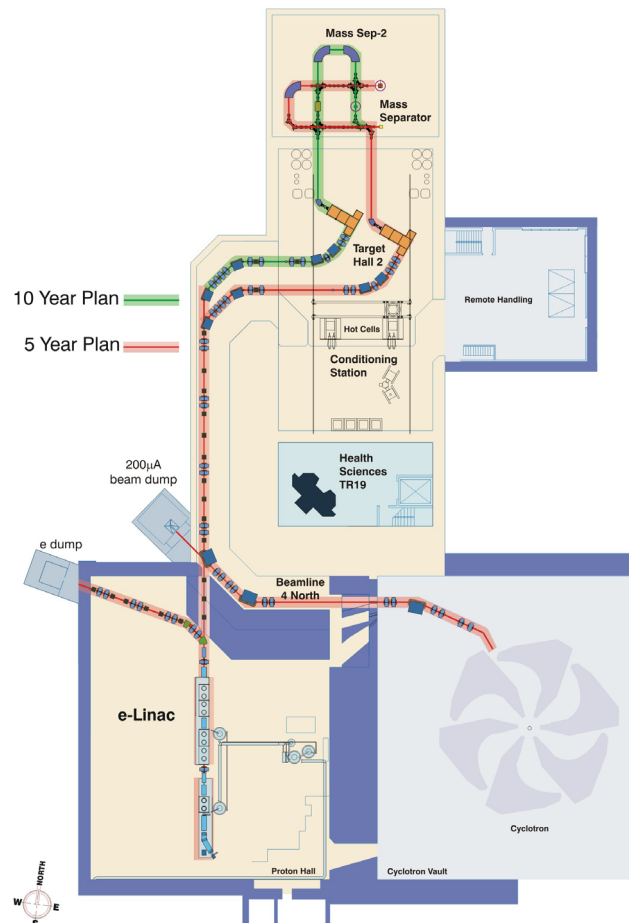 Mass Sep-2
Mass
Separator
Target
Hall 2
10 Year Plan
5 Year Plan
Remote Handling
Hot Cells
Conditioning
Station
Health
Sciences
TR19
200μA
beam dump
e dump
Beamline
4 North
e-Linac
Cyclotron
Proton Hall
Cyclotron Vault
NORTH
W
E